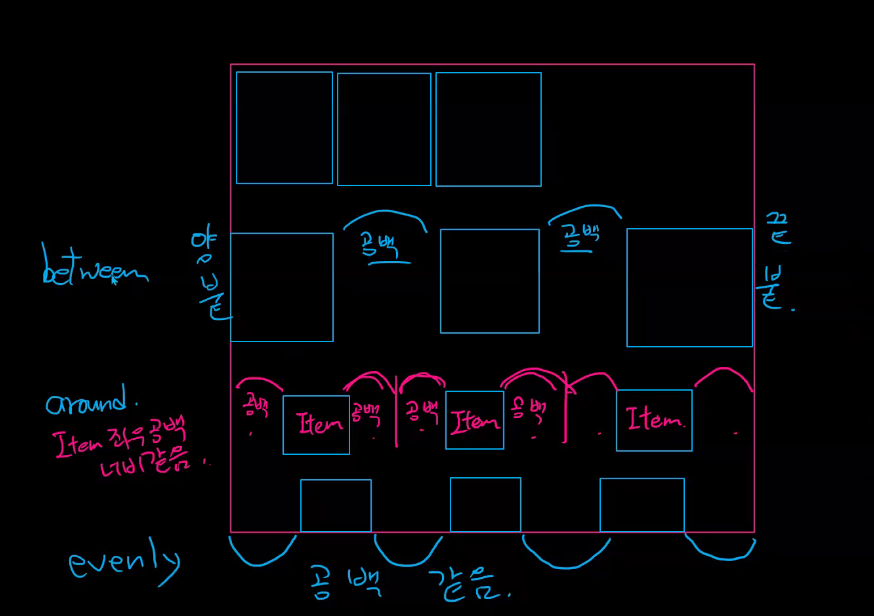 between
양
끝
공백
공백
끝
빝.
around.
Item 좌우 공백
너비 같음.
공백
Item
공백
공백
Item
공백
Item.
evenly
공백 같음.